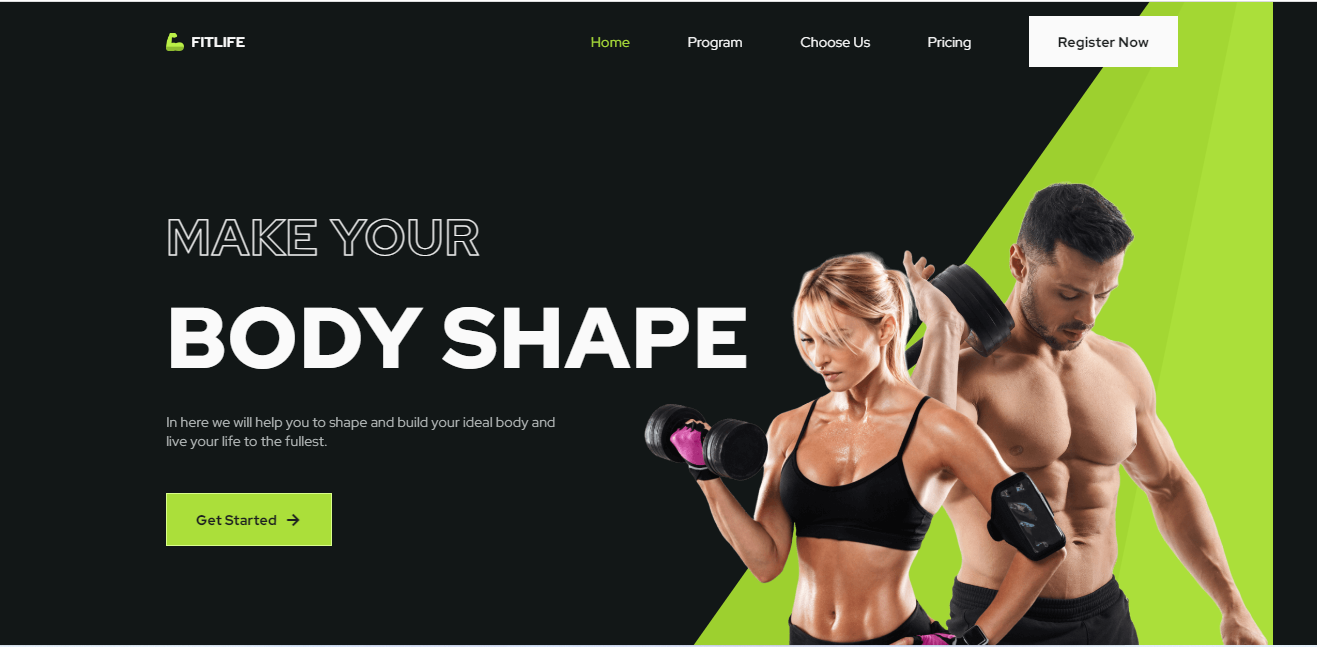 FITLIFE
Home
Program
Choose Us
Pricing
Register Now
MAKE YOUR
BODY SHAPE
In here we will help you to shape and build your ideal body and
live your life to the fullest.
Get Started →